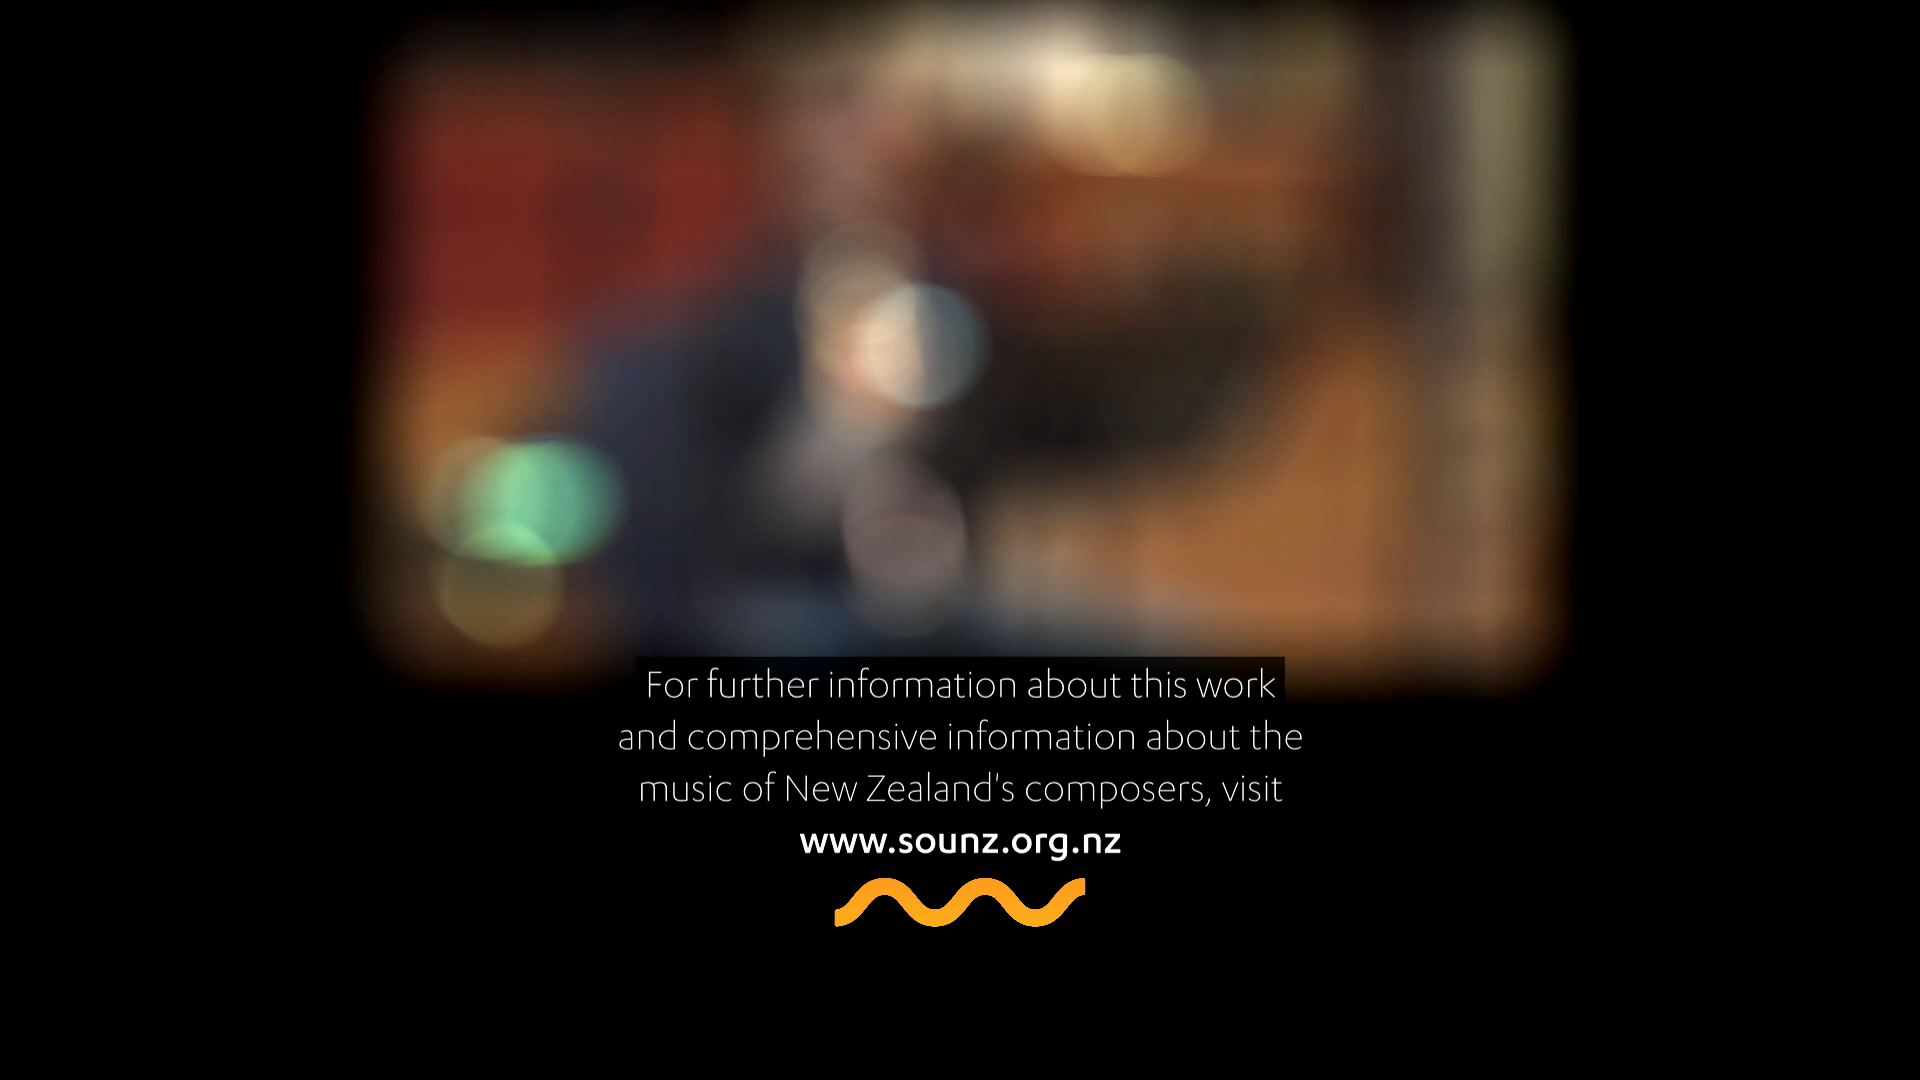 For further information about this work
and comprehensive information about the
music of New Zealand's composers, visit
www.sounz.org.nz